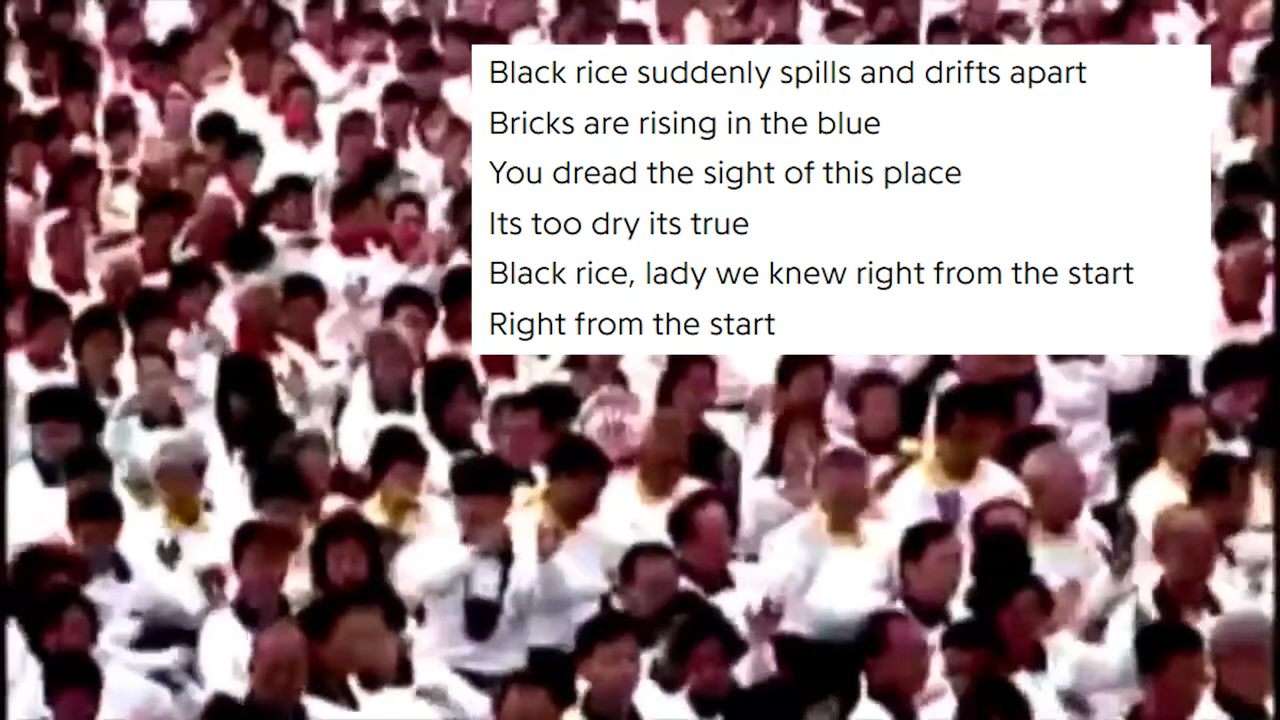 Black rice suddenly spills and drifts apart
Bricks are rising in the blue
You dread the sight of this place
Its too dry its true
Black rice, lady we knew right from the start
Right from the start